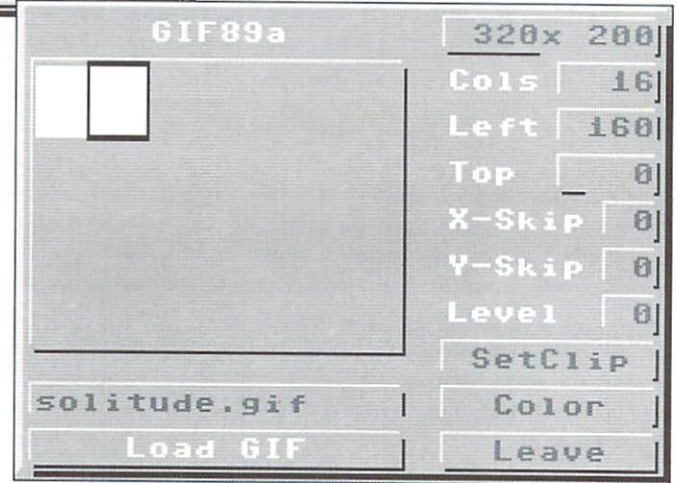 GIF89a
320x 200
Cols 16
Left 160
Top 0
X-Skip 0
Y-Skip 0
Level 0
SetClip
solitude.gif
Color
Load GIF
Leave